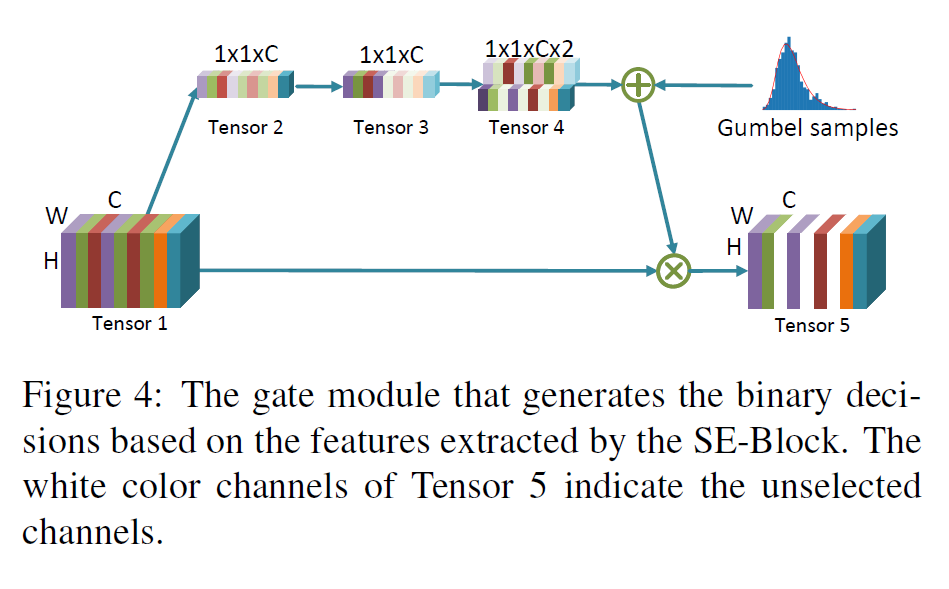 1x1xC
1x1xC
1x1xCx2
Tensor 2
Tensor 3
Tensor 4
Gumbel samples
W
C
H
Tensor 1
W
C
H
Tensor 5
Figure 4: The gate module that generates the binary deci-
sions based on the features extracted by the SE-Block. The
white color channels of Tensor 5 indicate the unselected
channels.